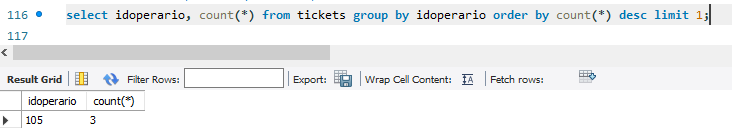 116 select idoperario, count(*) from tickets group by idoperario order by count(*) desc limit 1;
117
Result Grid Filter Rows: Export: Wrap Cell Content: IA Fetch rows:
idoperario count(*)
105 3